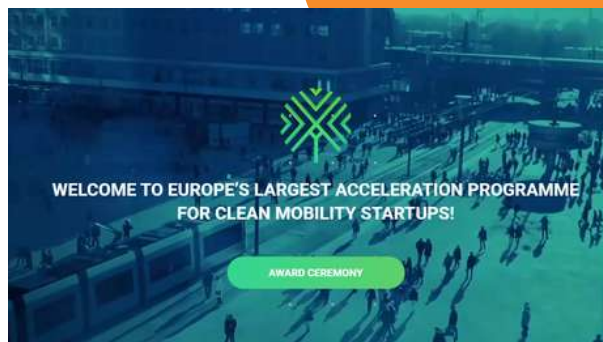 WELCOME TO EUROPE'S LARGEST ACCELERATION PROGRAMME
FOR CLEAN MOBILITY STARTUPS!
AWARD CEREMONY